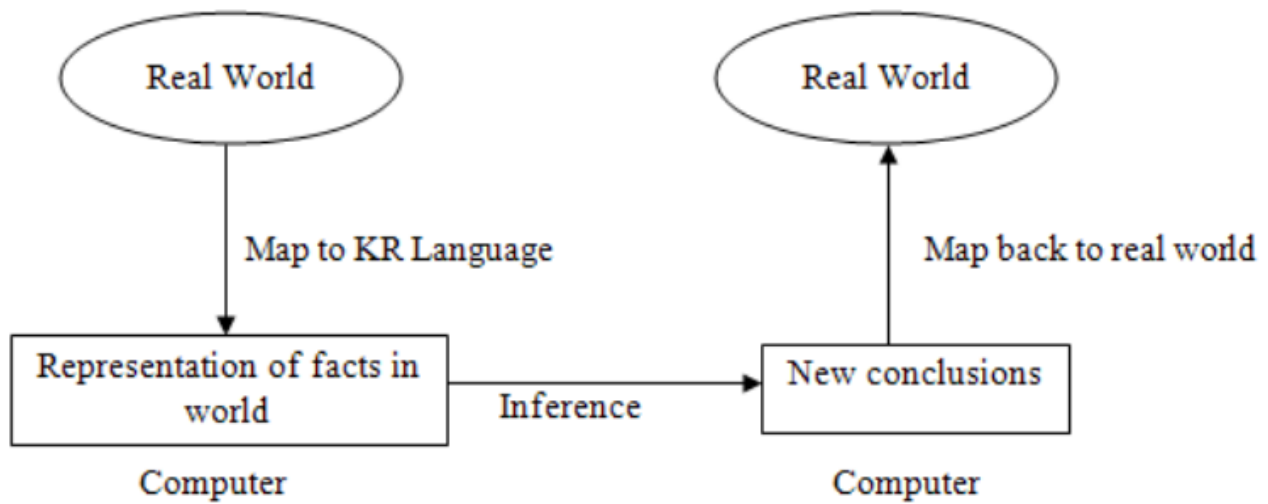 Real World
Real World
Map to KR Language
Map back to real world
Representation of facts in
world
Inference
New conclusions
Computer
Computer